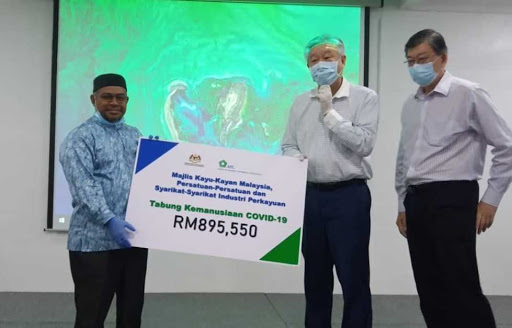 Majlis Kayu-Kayan Malaysia,
Persatuan-Persatuan dan
Syarikat-Syarikat Industri Perkayuan
Tabung Kemanusiaan COVID-19
RM895,550